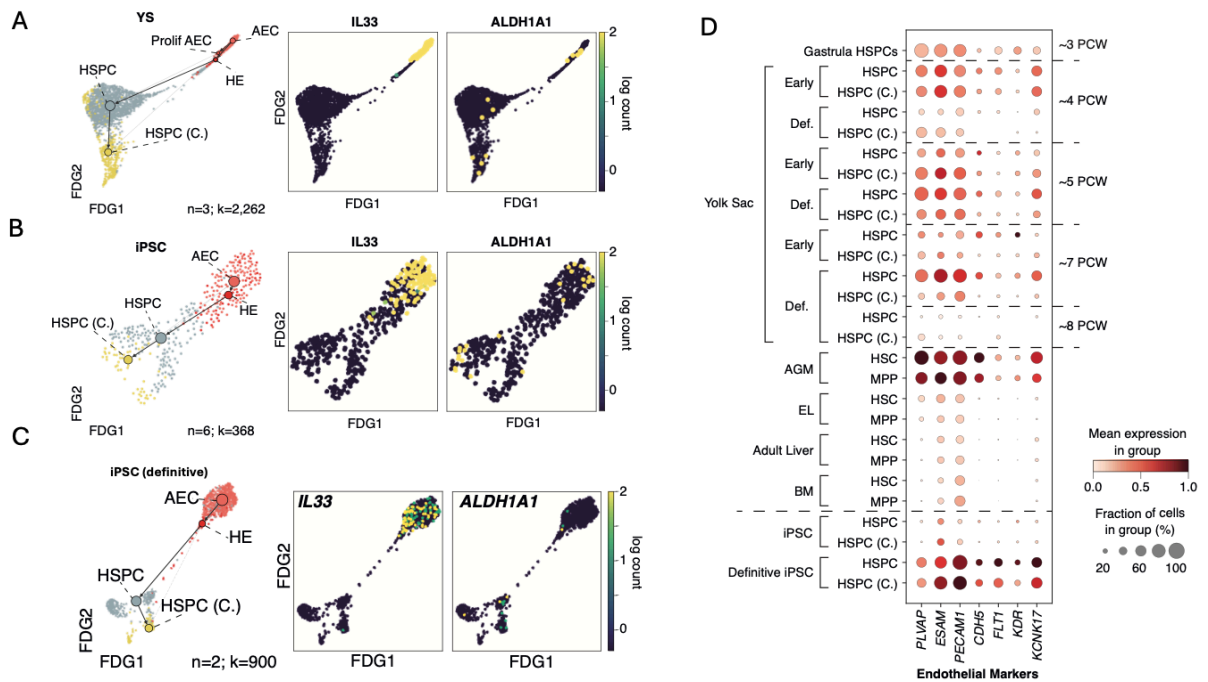 A
YS
AEC
Prolif AEC
HSPC
HE
HSPC (C.)
FDG2
FDG1
n=3; k=2,262
IL33
FDG2
FDG1
ALDH1A1
FDG1
2
1
0
log count
B
iPSC
AEC
HSPC
HE
HSPC (C.)
FDG2
FDG1
n=6; k=368
IL33
FDG2
FDG1
ALDH1A1
FDG1
2
1
0
log count
C
iPSC (definitive)
AEC
HE
HSPC
HSPC (C.)
FDG2
FDG1
n=2; k=900
IL33
FDG2
FDG1
ALDH1A1
FDG1
2
1
0
log count
D
Gastrula HSPCs
~3 PCW
Yolk Sac
Early
HSPC
HSPC (C.)
~4 PCW
Def.
HSPC
HSPC (C.)
Early
HSPC
HSPC (C.)
~5 PCW
Def.
HSPC
HSPC (C.)
Early
HSPC
HSPC (C.)
~7 PCW
Def.
HSPC
HSPC (C.)
HSPC
HSPC (C.)
~8 PCW
AGM
HSC
MPP
EL
HSC
MPP
Adult Liver
HSC
MPP
BM
HSC
MPP
iPSC
HSPC
HSPC (C.)
Definitive iPSC
HSPC
HSPC (C.)
PLVAP
ESAM
PECAM1
CDH5
FLT1
KDR
KCNK17
Endothelial Markers
Mean expression
in group
0.0 0.5 1.0
Fraction of cells
in group (%)
20 60 100